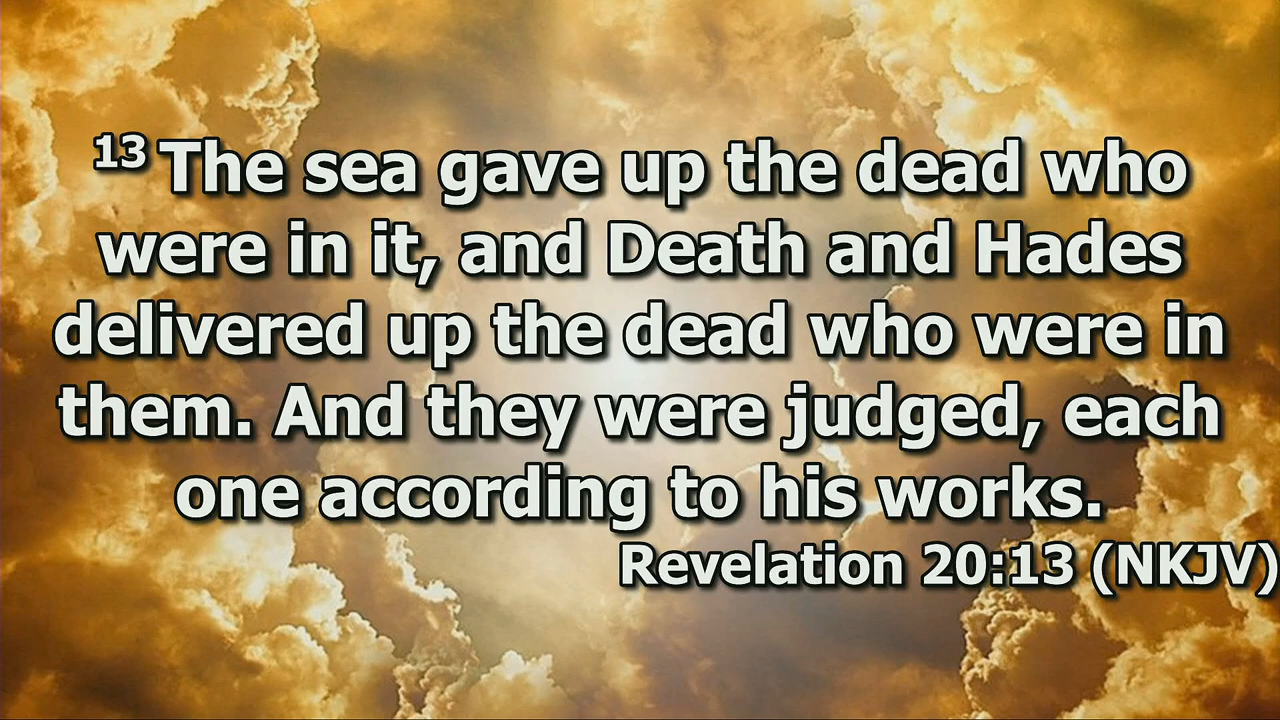 13 The sea gave up the dead who
were in it, and Death and Hades
delivered up the dead who were in
them. And they were judged, each
one according to his works.
Revelation 20:13 (NKJV)